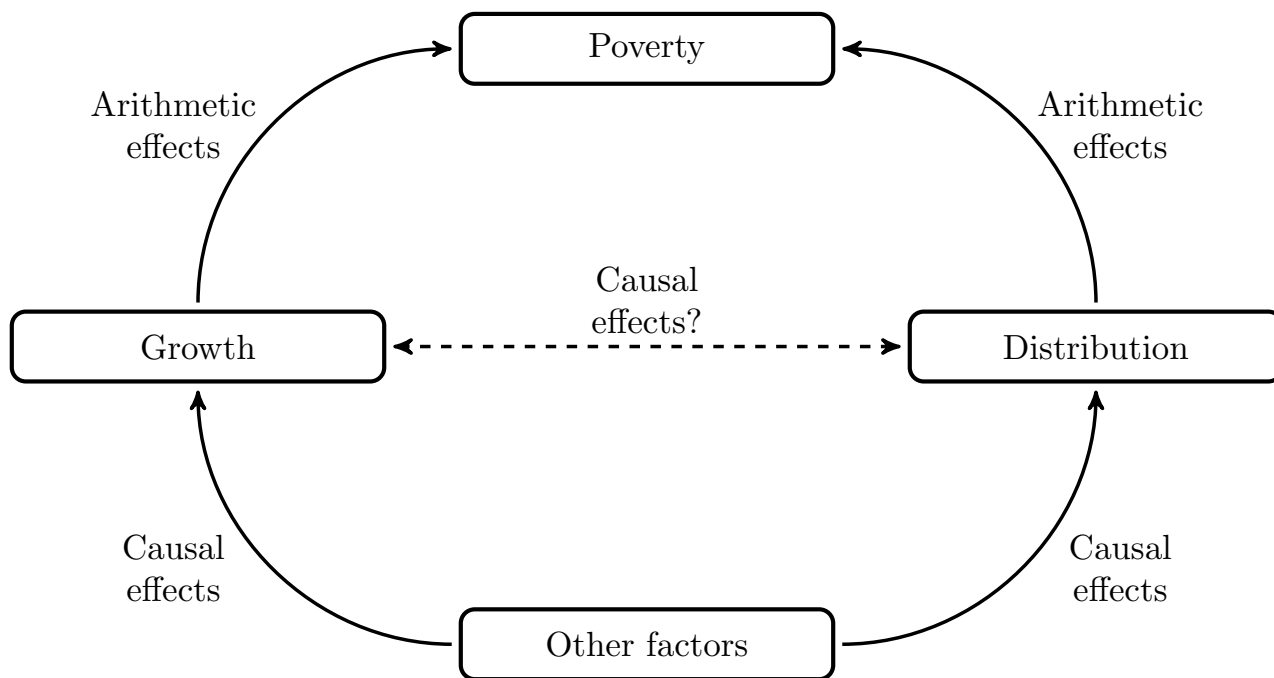 Poverty
Arithmetic
effects
Arithmetic
effects
Causal
effects?
Growth
Distribution
Causal
effects
Causal
effects
Other factors